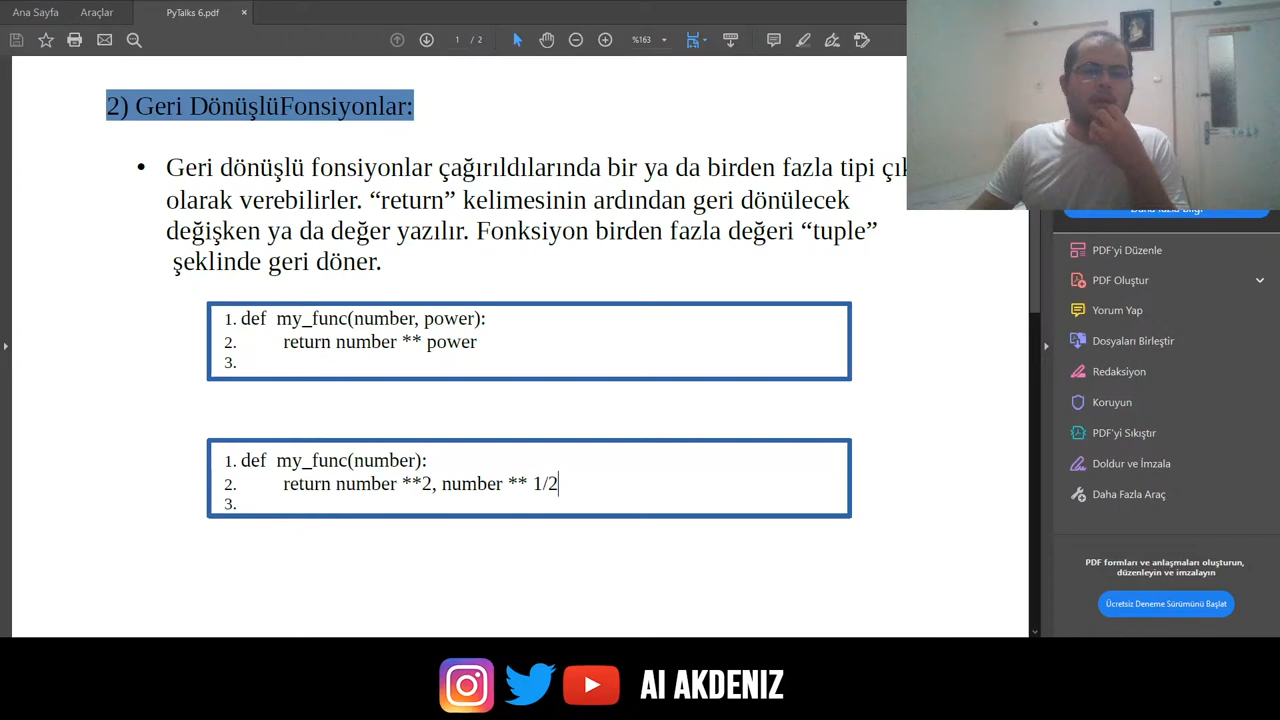 Ana Sayfa Araçlar PyTalks 6.pdf ×
1 / 2 %163
2) Geri DönüşlüFonsiyonlar:
• Geri dönüşlü fonsiyonlar çağırıldılarında bir ya da birden fazla tipi çık
olarak verebilirler. “return” kelimesinin ardından geri dönülecek
değişken ya da değer yazılır. Fonksiyon birden fazla değeri “tuple”
şeklinde geri döner.
1. def my_func(number, power):
2. return number ** power
3.
1. def my_func(number):
2. return number **2, number ** 1/2
3.
PDF'yi Düzenle
PDF Oluştur
Yorum Yap
Dosyaları Birleştir
Redaksiyon
Koruyun
PDF'yi Sıkıştır
Doldur ve İmzala
Daha Fazla Araç
PDF formları ve anlaşmaları oluşturun,
düzenleyin ve imzalayın
Ücretsiz Deneme Sürümünü Başlat
AI AKDENIZ